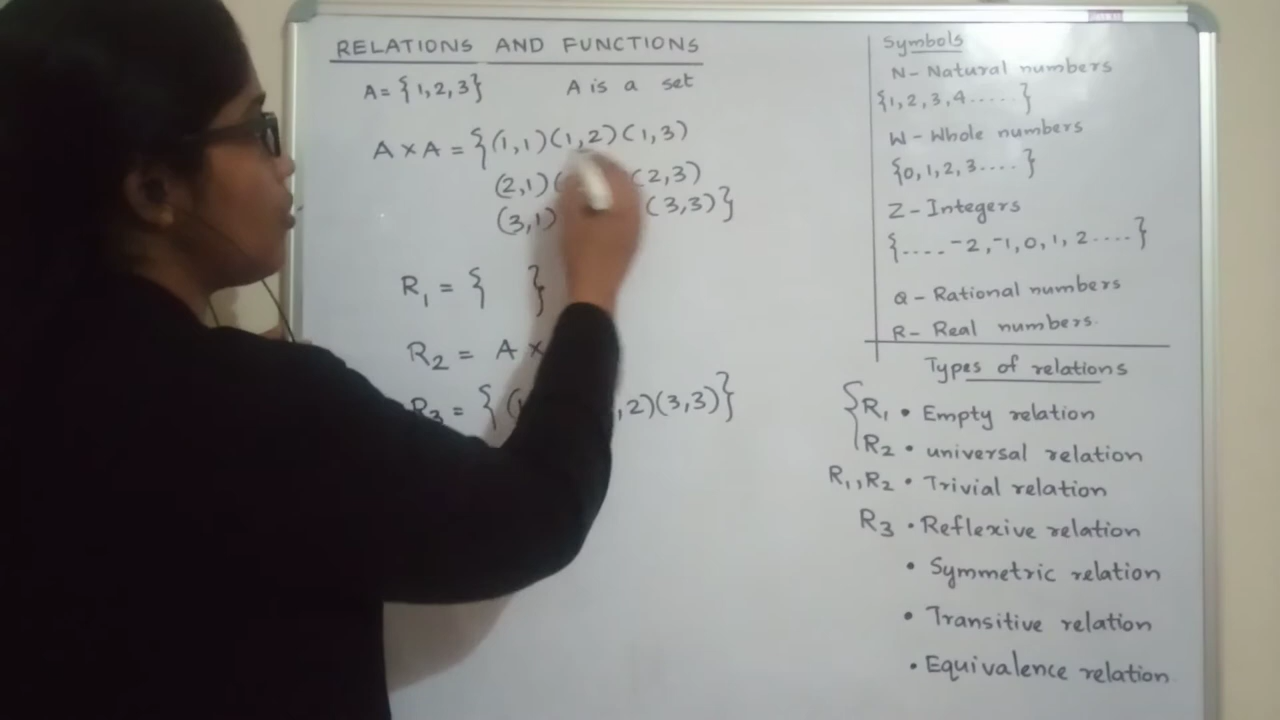 RELATIONS AND FUNCTIONS
A = {1,2,3} A is a set
A × A = {(1,1)(1,2)(1,3)
(2,1)( (2,3)
(3,1) (3,3)}
R₁ = { }
R₂ = A ×
R₃ = {( ,2)(3,3)}
Symbols
N- Natural numbers
{1,2,3,4.....}
W- Whole numbers
{0,1,2,3....}
Z- Integers
{....-2,-1,0,1,2....}
Q- Rational numbers
R- Real numbers.
Types of relations
R₁ • Empty relation
R₂ • universal relation
R₁,R₂ • Trivial relation
R₃ • Reflexive relation
• Symmetric relation
• Transitive relation
• Equivalence relation